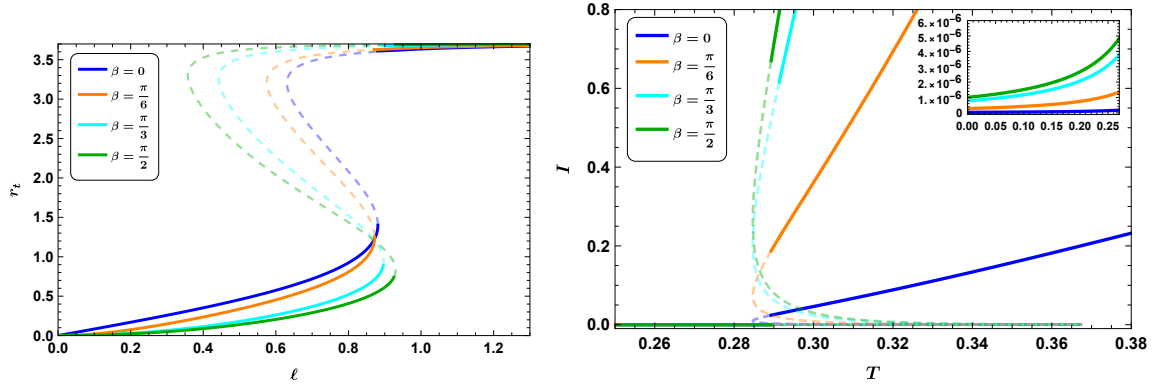 r_t
3.5
3.0
2.5
2.0
1.5
1.0
0.5
0.0
β = 0
β = π/6
β = π/3
β = π/2
0.0 0.2 0.4 0.6 0.8 1.0 1.2
ℓ
I
0.8
0.6
0.4
0.2
0.0
β = 0
β = π/6
β = π/3
β = π/2
6.×10⁻⁶
5.×10⁻⁶
4.×10⁻⁶
3.×10⁻⁶
2.×10⁻⁶
1.×10⁻⁶
0
0.00 0.05 0.10 0.15 0.20 0.25
0.26 0.28 0.30 0.32 0.34 0.36 0.38
T